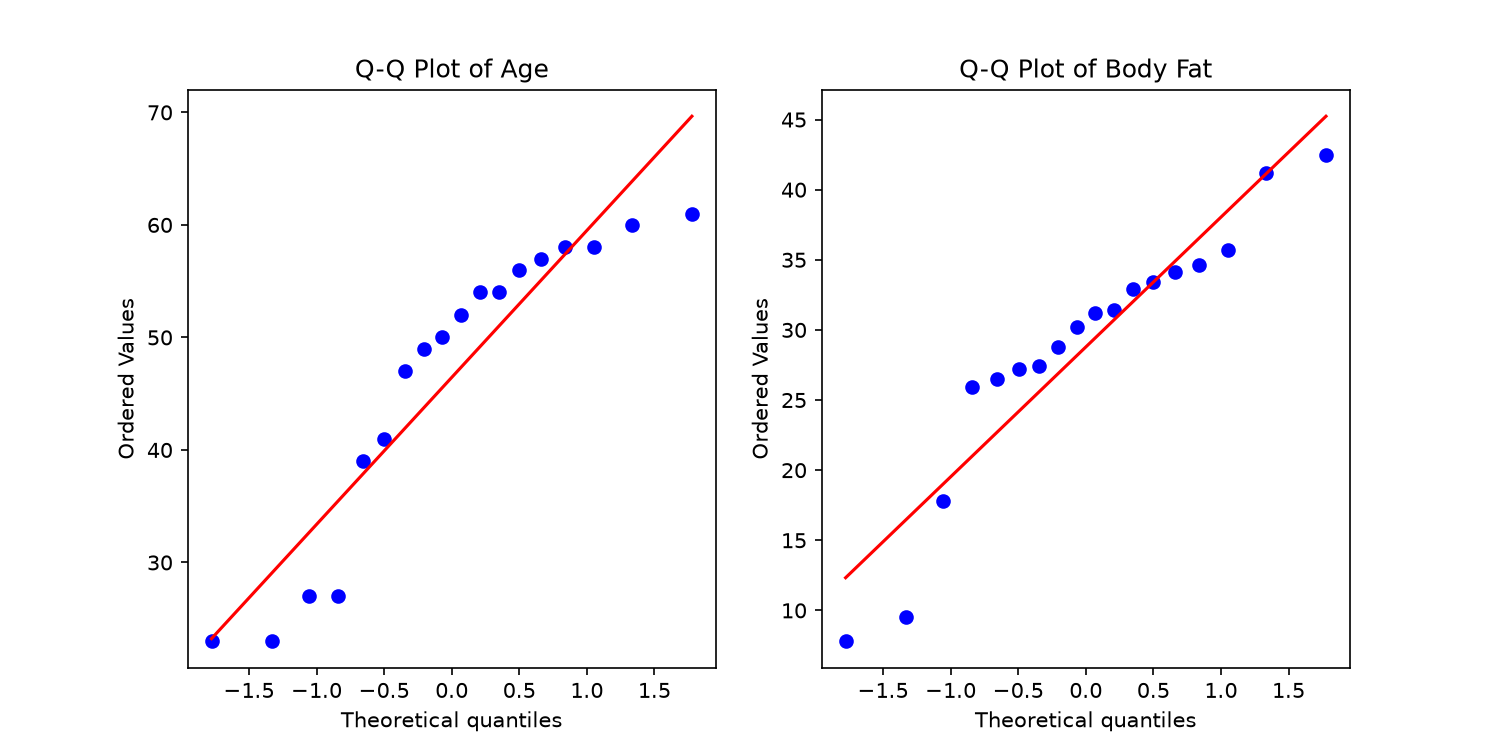 Q-Q Plot of Age
70
60
50
40
30
Ordered Values
−1.5 −1.0 −0.5 0.0 0.5 1.0 1.5
Theoretical quantiles
Q-Q Plot of Body Fat
45
40
35
30
25
20
15
10
Ordered Values
−1.5 −1.0 −0.5 0.0 0.5 1.0 1.5
Theoretical quantiles